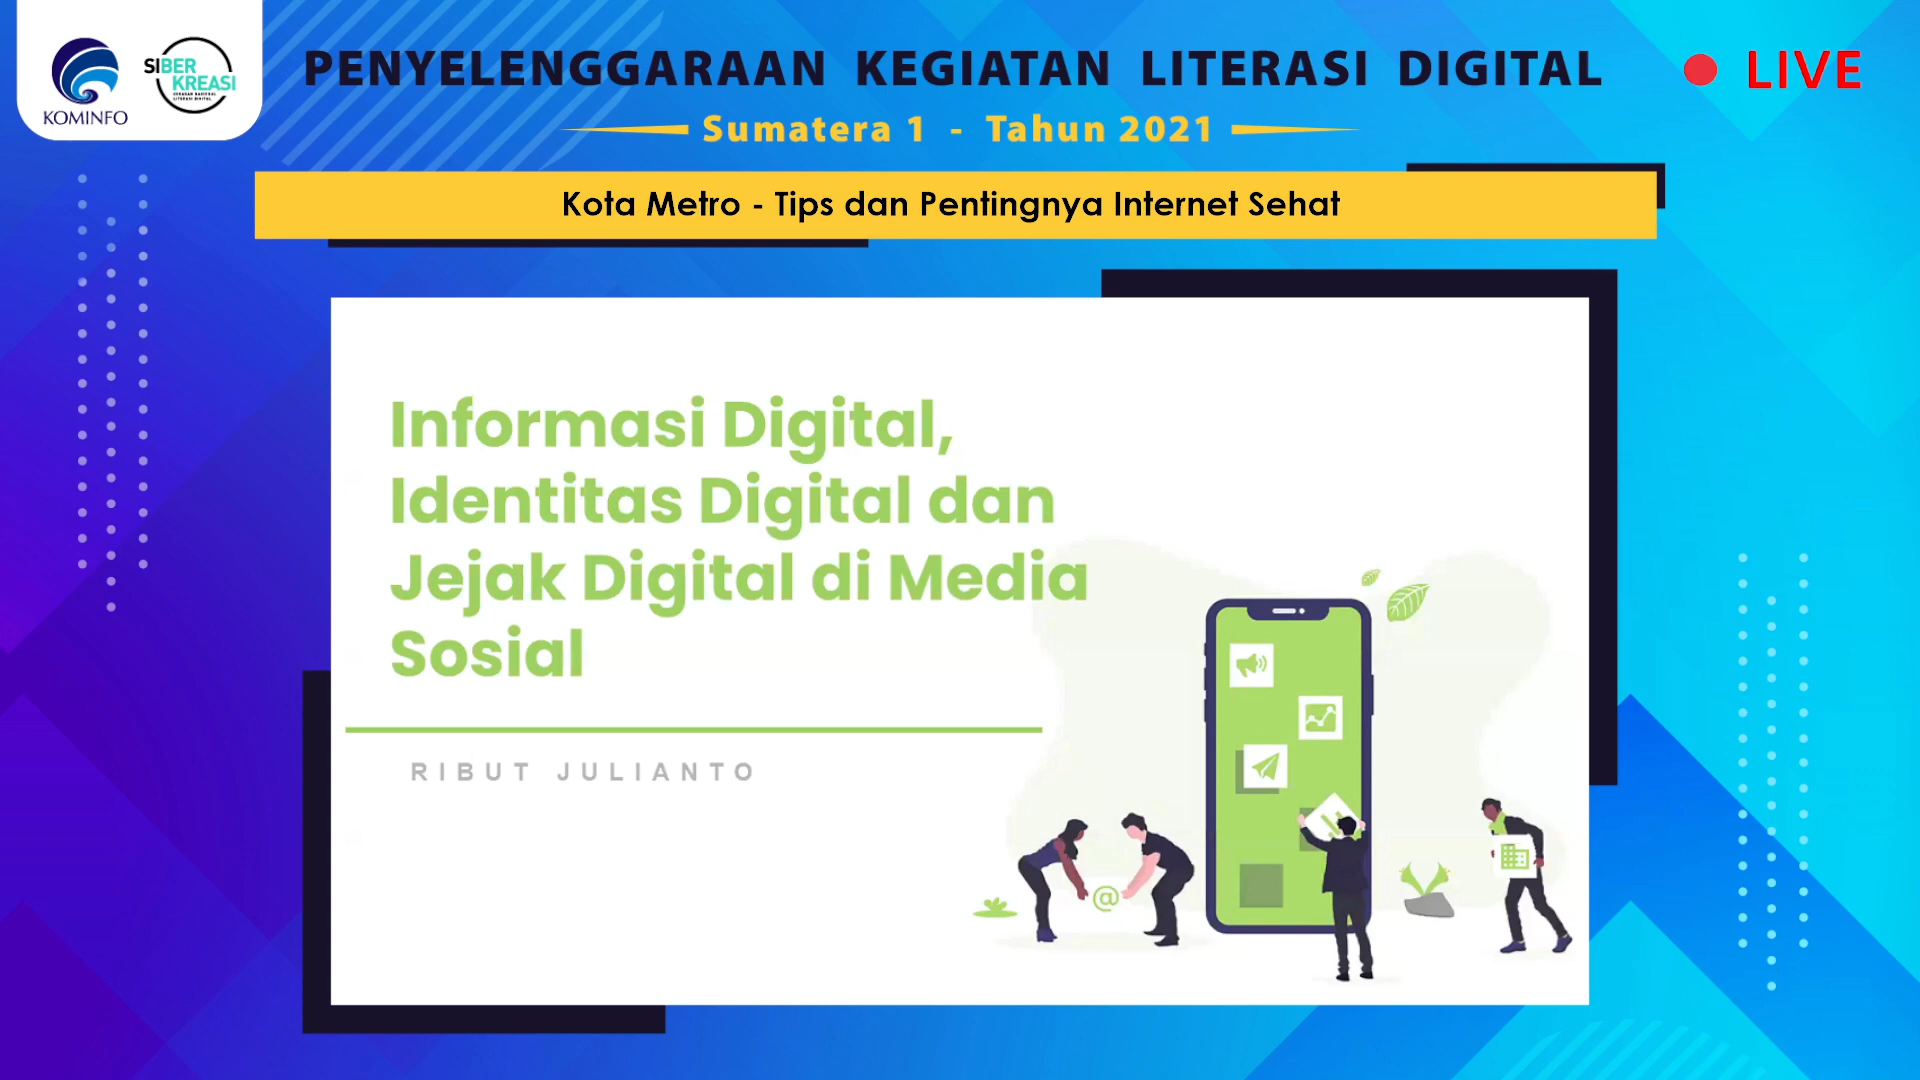 KOMINFO
SIBER
KREASI
PENYELENGGARAAN KEGIATAN LITERASI DIGITAL
LIVE
Sumatera 1 - Tahun 2021
Kota Metro - Tips dan Pentingnya Internet Sehat
Informasi Digital,
Identitas Digital dan
Jejak Digital di Media
Sosial
RIBUT JULIANTO
@